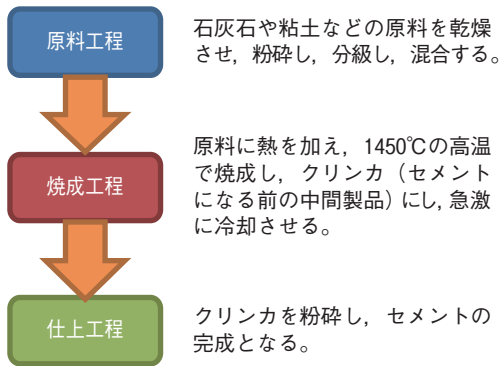 原料工程
石灰石や粘土などの原料を乾燥
させ，粉砕し，分級し，混合する。
焼成工程
原料に熱を加え，1450℃の高温
で焼成し，クリンカ（セメント
になる前の中間製品）にし，急激
に冷却させる。
仕上工程
クリンカを粉砕し，セメントの
完成となる。